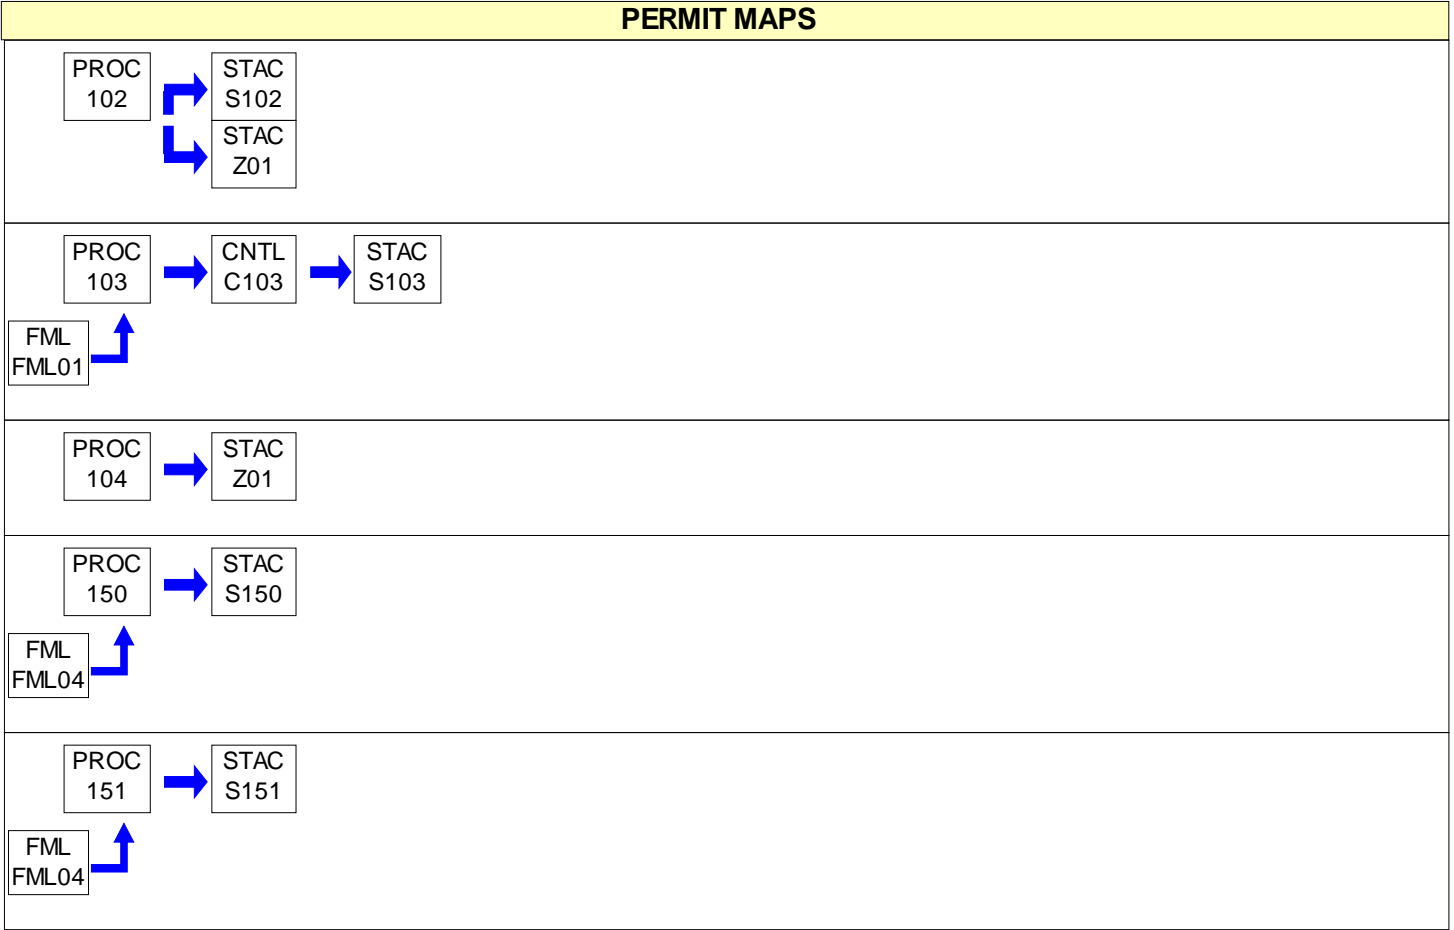 PERMIT MAPS
PROC
102
STAC
S102
STAC
Z01
PROC
103
CNTL
C103
STAC
S103
FML
FML01
PROC
104
STAC
Z01
PROC
150
STAC
S150
FML
FML04
PROC
151
STAC
S151
FML
FML04